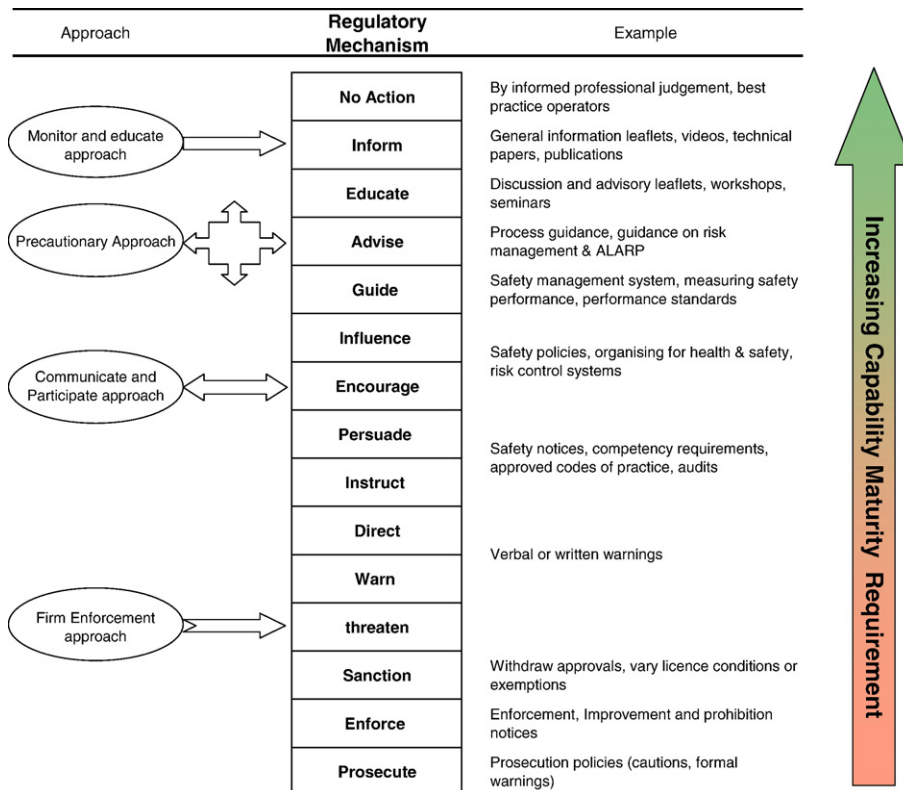 Approach
Regulatory
Mechanism
Example
No Action
By informed professional judgement, best
practice operators
Monitor and educate
approach
Inform
General information leaflets, videos, technical
papers, publications
Educate
Discussion and advisory leaflets, workshops,
seminars
Precautionary Approach
Advise
Process guidance, guidance on risk
management & ALARP
Guide
Safety management system, measuring safety
performance, performance standards
Influence
Safety policies, organising for health & safety,
risk control systems
Communicate and
Participate approach
Encourage
Persuade
Safety notices, competency requirements,
approved codes of practice, audits
Instruct
Direct
Verbal or written warnings
Warn
Firm Enforcement
approach
threaten
Sanction
Withdraw approvals, vary licence conditions or
exemptions
Enforce
Enforcement, Improvement and prohibition
notices
Prosecute
Prosecution policies (cautions, formal
warnings)
Increasing Capability Maturity Requirement